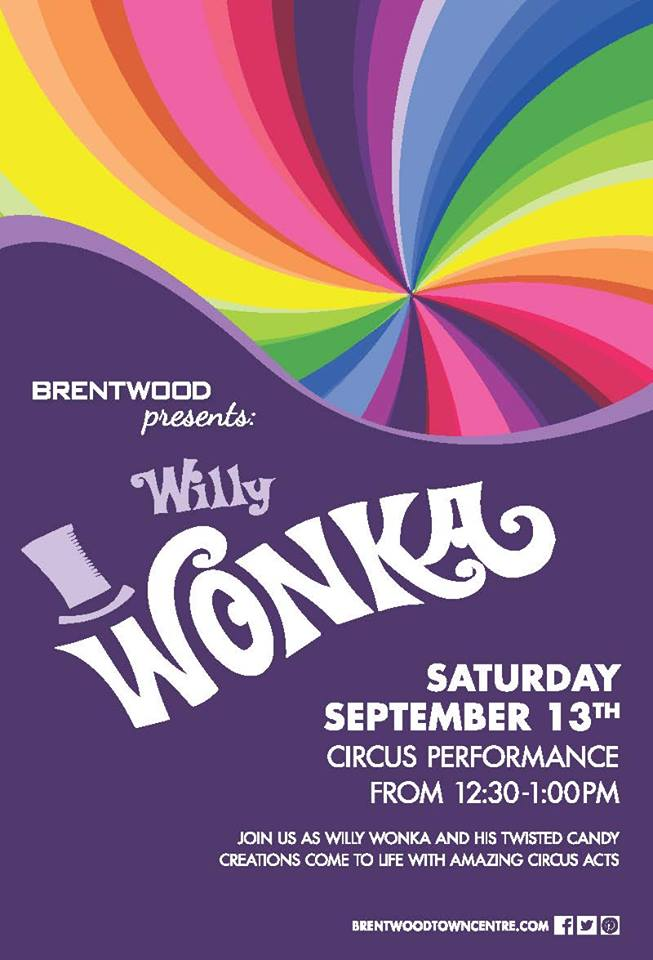 BRENTWOOD
presents:
Willy
WONKA
SATURDAY
SEPTEMBER 13TH
CIRCUS PERFORMANCE
FROM 12:30-1:00PM
JOIN US AS WILLY WONKA AND HIS TWISTED CANDY
CREATIONS COME TO LIFE WITH AMAZING CIRCUS ACTS
BRENTWOODTOWNCENTRE.COM